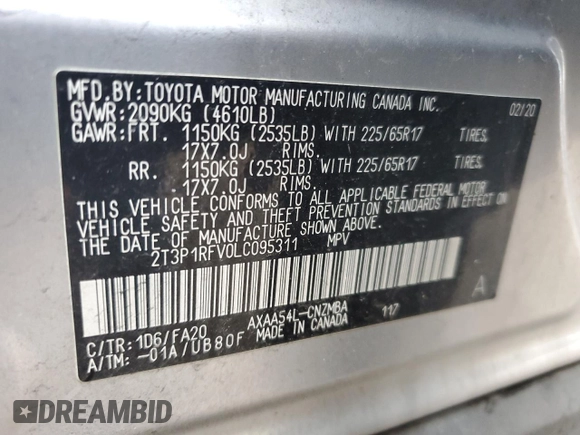 MFD.BY:TOYOTA MOTOR MANUFACTURING CANADA INC. 02/20
GVWR:2090KG (4610LB)
GAWR:FRT. 1150KG (2535LB) WITH 225/65R17 TIRES,
17X7.0J RIMS.
RR. 1150KG (2535LB) WITH 225/65R17 TIRES,
17X7.0J RIMS.
THIS VEHICLE CONFORMS TO ALL APPLICABLE FEDERAL MOTOR
VEHICLE SAFETY AND THEFT PREVENTION STANDARDS IN EFFECT ON
THE DATE OF MANUFACTURE SHOWN ABOVE.
2T3P1RFV0LC095311 MPV
A
C/TR:1D6/FA20 AXAA54L-CNZMBA 117
A/TM:-01A/UB80F MADE IN CANADA
DREAMBID